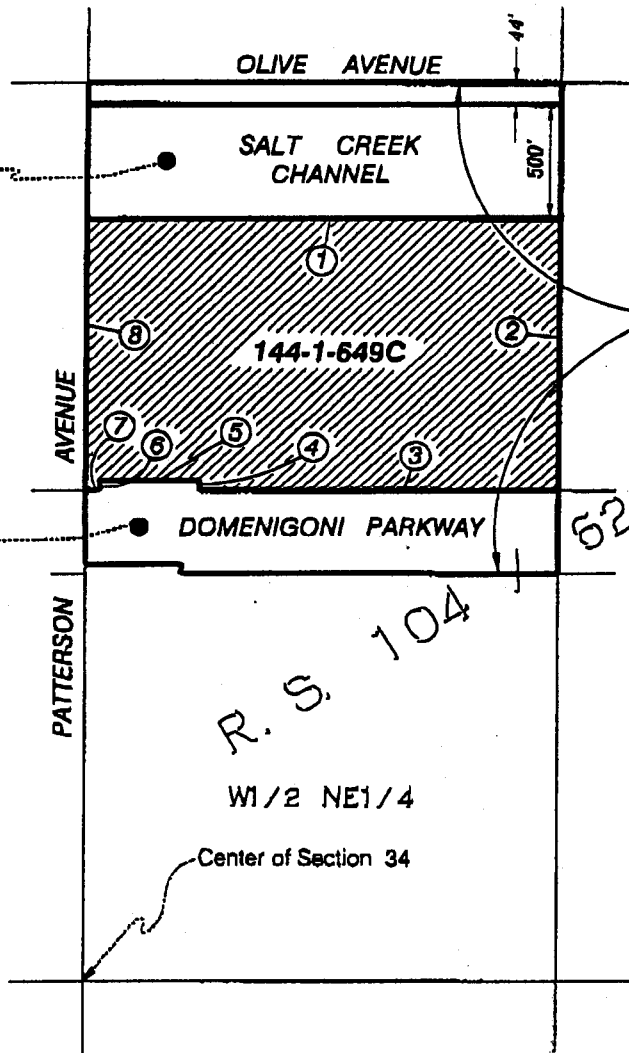 OLIVE AVENUE
44'
SALT CREEK
CHANNEL
500'
1
8
2
144-1-649C
AVENUE
7
6
5
4
3
DOMENIGONI PARKWAY
52
PATTERSON
R. S. 104
W1/2 NE1/4
Center of Section 34